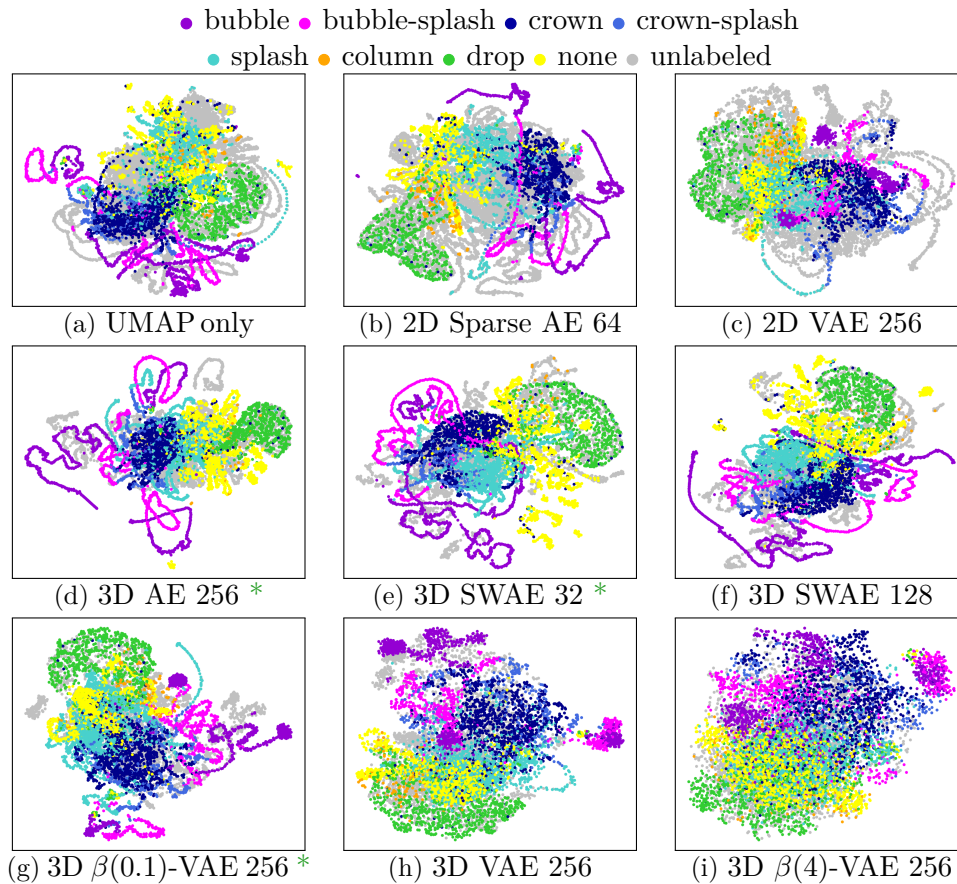 bubble bubble-splash crown crown-splash
splash column drop none unlabeled
(a) UMAP only (b) 2D Sparse AE 64 (c) 2D VAE 256
(d) 3D AE 256 * (e) 3D SWAE 32 * (f) 3D SWAE 128
(g) 3D β(0.1)-VAE 256 * (h) 3D VAE 256 (i) 3D β(4)-VAE 256